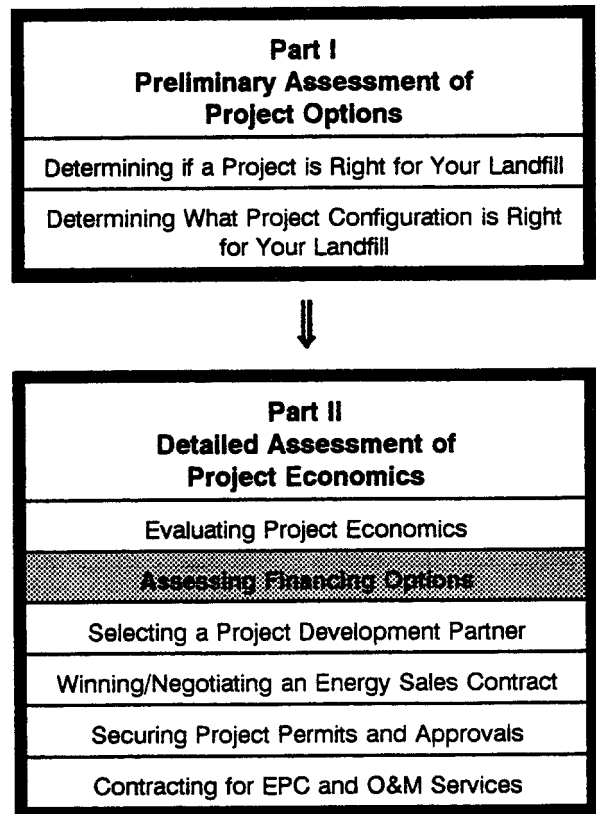 Part I
Preliminary Assessment of
Project Options
Determining if a Project is Right for Your Landfill
Determining What Project Configuration is Right
for Your Landfill
Part II
Detailed Assessment of
Project Economics
Evaluating Project Economics
Assessing Financing Options
Selecting a Project Development Partner
Winning/Negotiating an Energy Sales Contract
Securing Project Permits and Approvals
Contracting for EPC and O&M Services